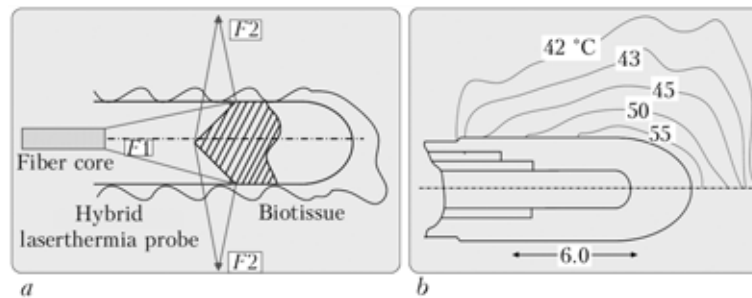 F2
F1
Fiber core
Hybrid
laserthermia probe
Biotissue
F2
a
42 °C
43
45
50
55
6.0
b